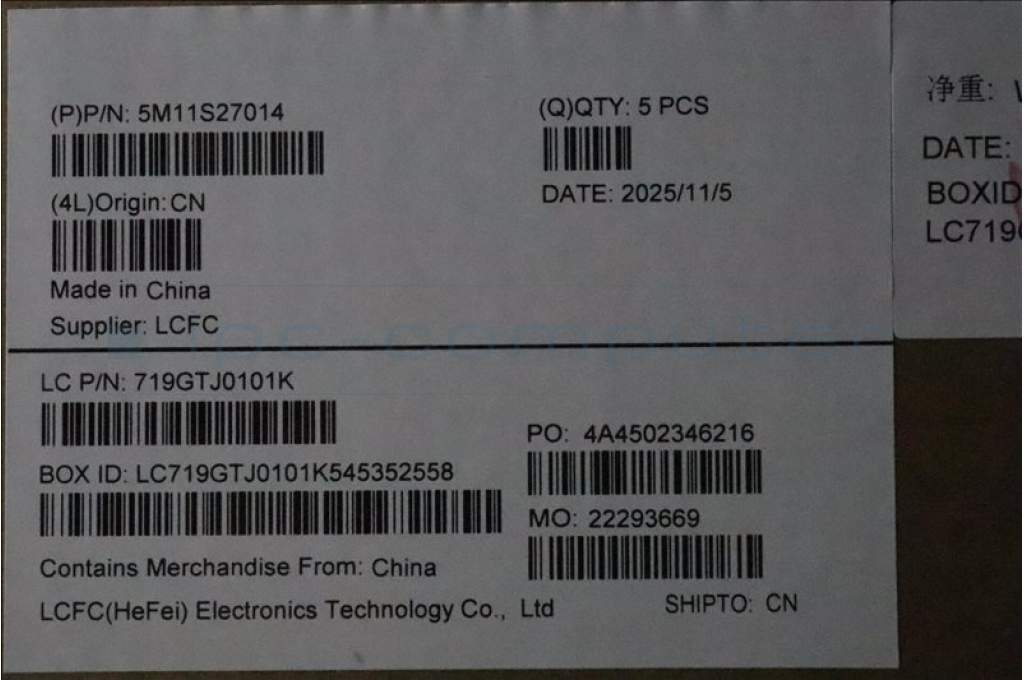 (P)P/N: 5M11S27014
(Q)QTY: 5 PCS
(4L)Origin: CN
DATE: 2025/11/5
Made in China
Supplier: LCFC
LC P/N: 719GTJ0101K
PO: 4A4502346216
BOX ID: LC719GTJ0101K545352558
MO: 22293669
Contains Merchandise From: China
LCFC(HeFei) Electronics Technology Co., Ltd
SHIPTO: CN
净重:
DATE:
BOXID
LC719